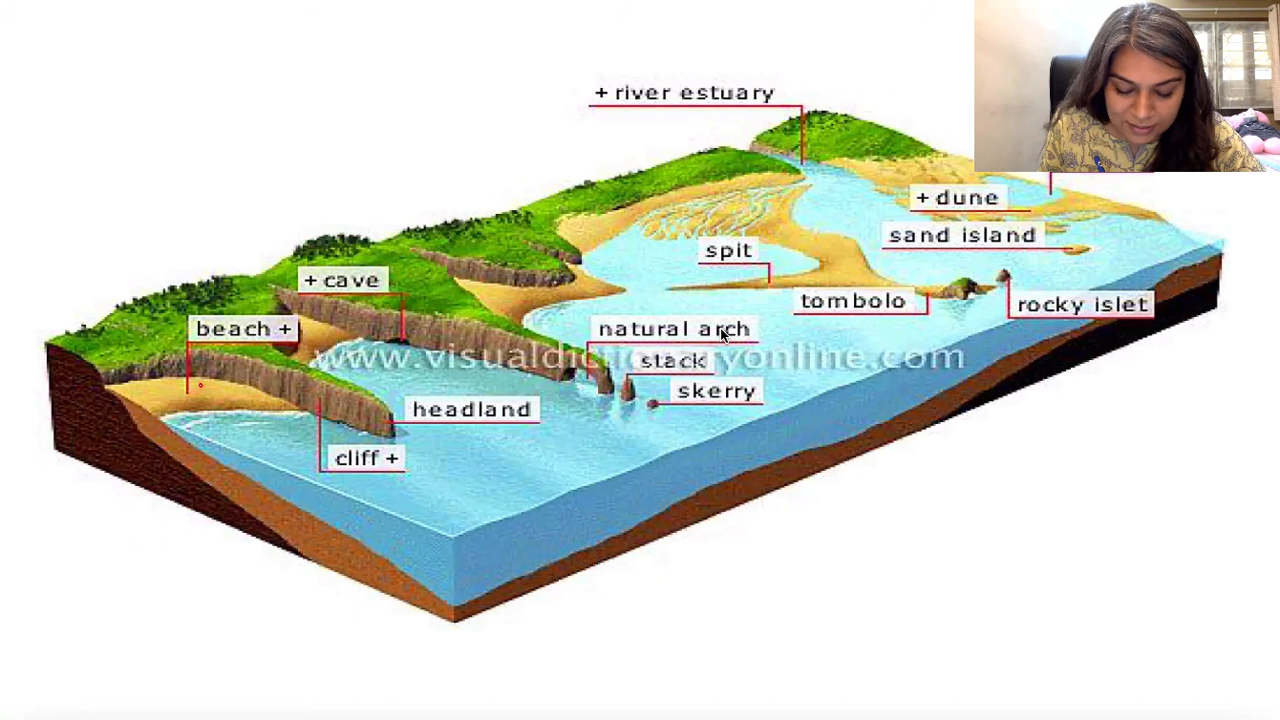 + river estuary
+ dune
sand island
spit
+ cave
tombolo
rocky islet
beach +
natural arch
www.visualdictionaryonline.com
stack
skerry
headland
cliff +